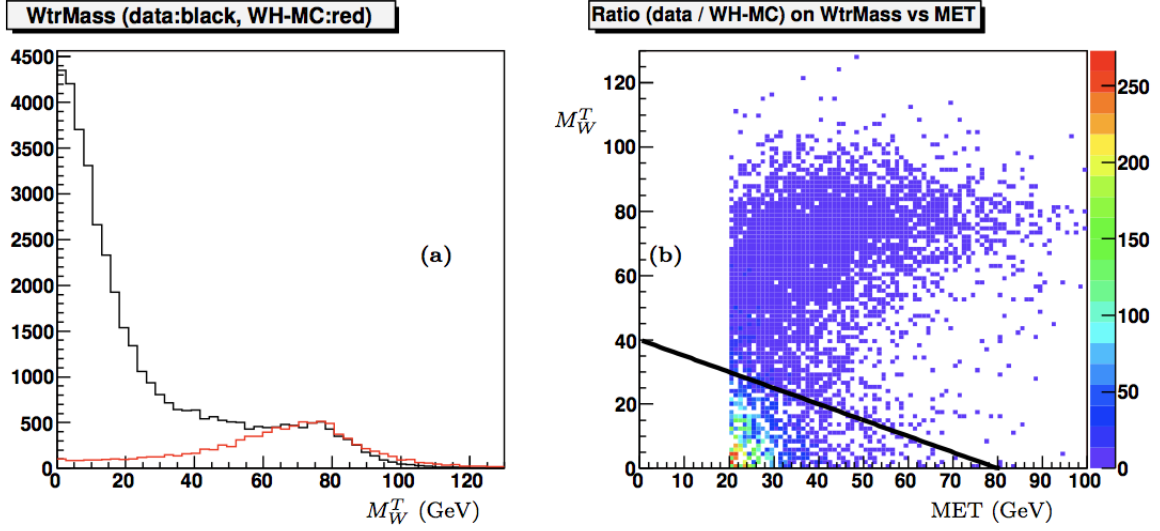 WtrMass (data:black, WH-MC:red)
4500
4000
3500
3000
2500
2000
1500
1000
500
0
(a)
0 20 40 60 80 100 120
M_W^T (GeV)
Ratio (data / WH-MC) on WtrMass vs MET
M_W^T
120
100
80
60
40
20
0
(b)
0 10 20 30 40 50 60 70 80 90 100
MET (GeV)
250
200
150
100
50
0